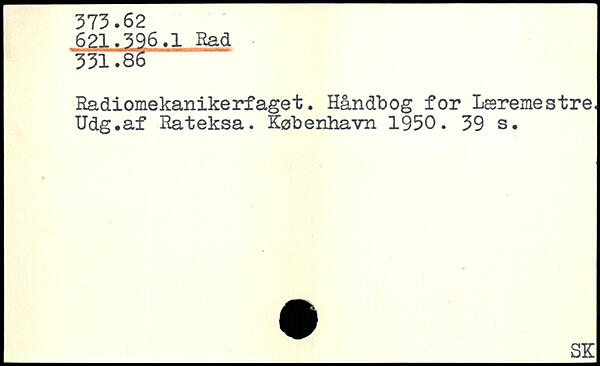 373.62
621.396.1 Rad
331.86
Radiomekanikerfaget. Håndbog for Læremestre.
Udg.af Rateksa. København 1950. 39 s.
SK